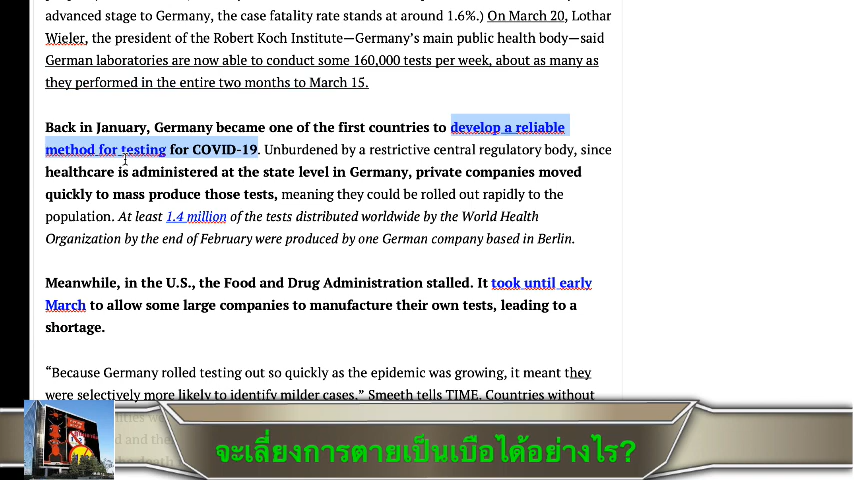 advanced stage to Germany, the case fatality rate stands at around 1.6%.) On March 20, Lothar
Wieler, the president of the Robert Koch Institute—Germany's main public health body—said
German laboratories are now able to conduct some 160,000 tests per week, about as many as
they performed in the entire two months to March 15.
Back in January, Germany became one of the first countries to develop a reliable
method for testing for COVID-19. Unburdened by a restrictive central regulatory body, since
healthcare is administered at the state level in Germany, private companies moved
quickly to mass produce those tests, meaning they could be rolled out rapidly to the
population. At least 1.4 million of the tests distributed worldwide by the World Health
Organization by the end of February were produced by one German company based in Berlin.
Meanwhile, in the U.S., the Food and Drug Administration stalled. It took until early
March to allow some large companies to manufacture their own tests, leading to a
shortage.
“Because Germany rolled testing out so quickly as the epidemic was growing, it meant they
were selectively more likely to identify milder cases.” Smeeth tells TIME. Countries without
จะเลี่ยงการตายเป็นเบือได้อย่างไร?